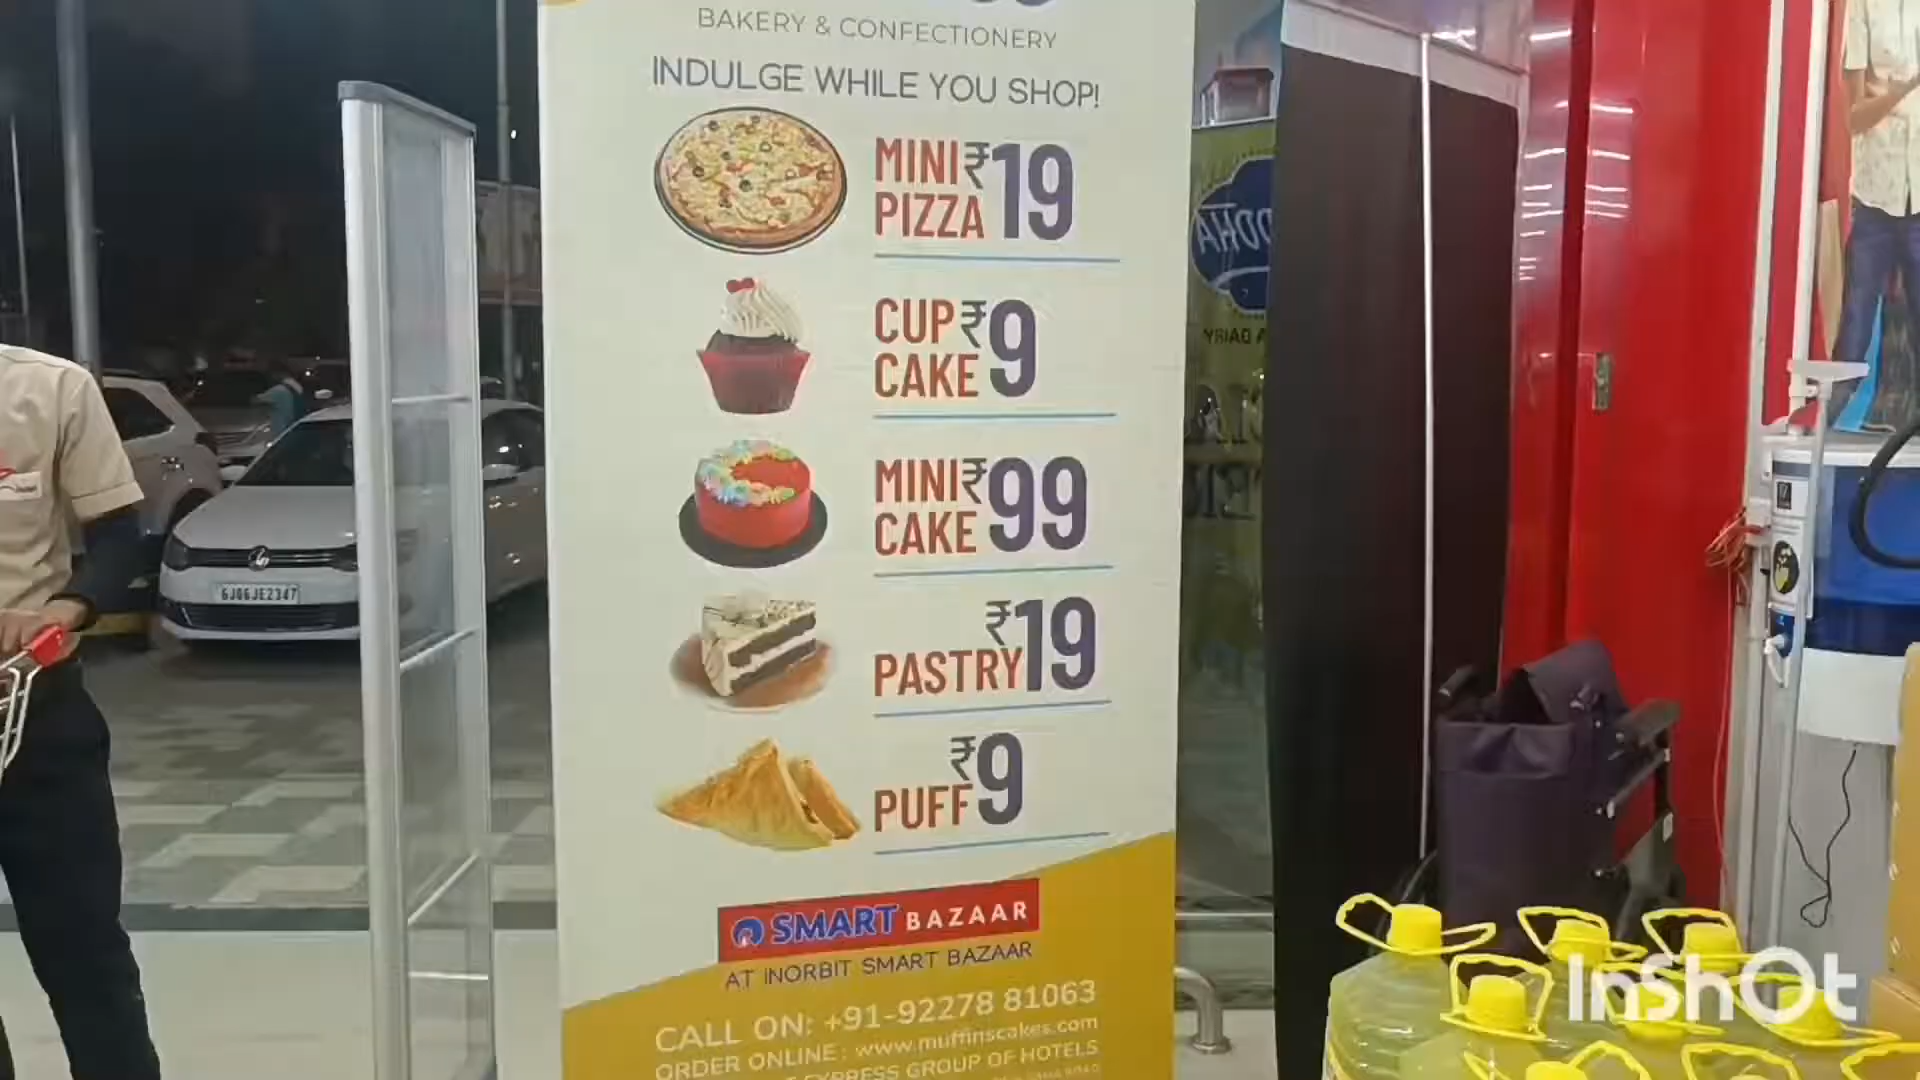 BAKERY & CONFECTIONERY
INDULGE WHILE YOU SHOP!
MINI PIZZA ₹19
CUP CAKE ₹9
MINI CAKE ₹99
PASTRY ₹19
PUFF ₹9
SMART BAZAAR
AT INORBIT SMART BAZAAR
CALL ON: +91-92278 81063
ORDER ONLINE : www.muffinscakes.com
EXPRESS GROUP OF HOTELS
GJ06JE2347
InShOt